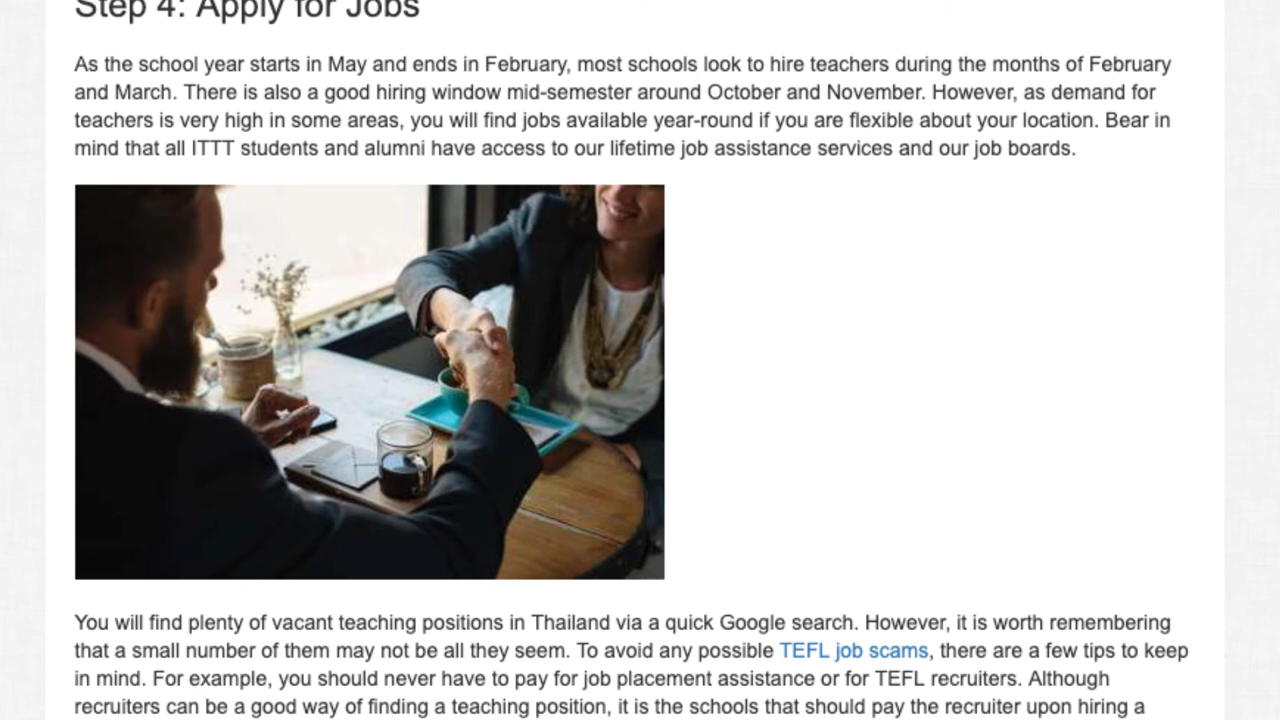 Step 4: Apply for Jobs
As the school year starts in May and ends in February, most schools look to hire teachers during the months of February
and March. There is also a good hiring window mid-semester around October and November. However, as demand for
teachers is very high in some areas, you will find jobs available year-round if you are flexible about your location. Bear in
mind that all ITTT students and alumni have access to our lifetime job assistance services and our job boards.
You will find plenty of vacant teaching positions in Thailand via a quick Google search. However, it is worth remembering
that a small number of them may not be all they seem. To avoid any possible TEFL job scams, there are a few tips to keep
in mind. For example, you should never have to pay for job placement assistance or for TEFL recruiters. Although
recruiters can be a good way of finding a teaching position, it is the schools that should pay the recruiter upon hiring a